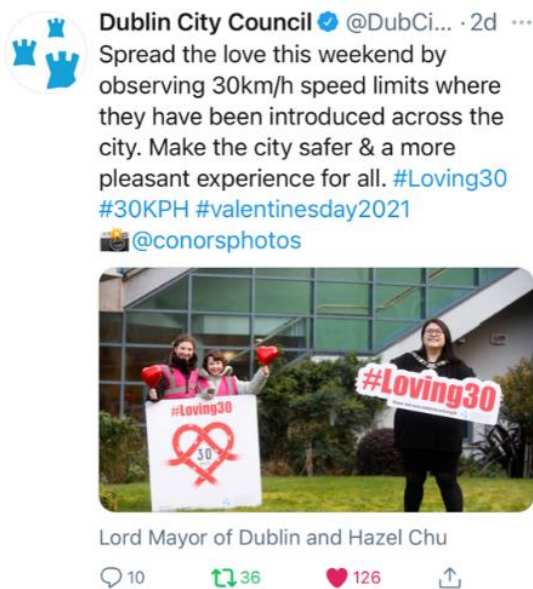 Dublin City Council @DubCi... · 2d ...
Spread the love this weekend by
observing 30km/h speed limits where
they have been introduced across the
city. Make the city safer & a more
pleasant experience for all. #Loving30
#30KPH #valentinesday2021
@conorsphotos
#Loving30
30
#Loving30
Lord Mayor of Dublin and Hazel Chu
10 36 126